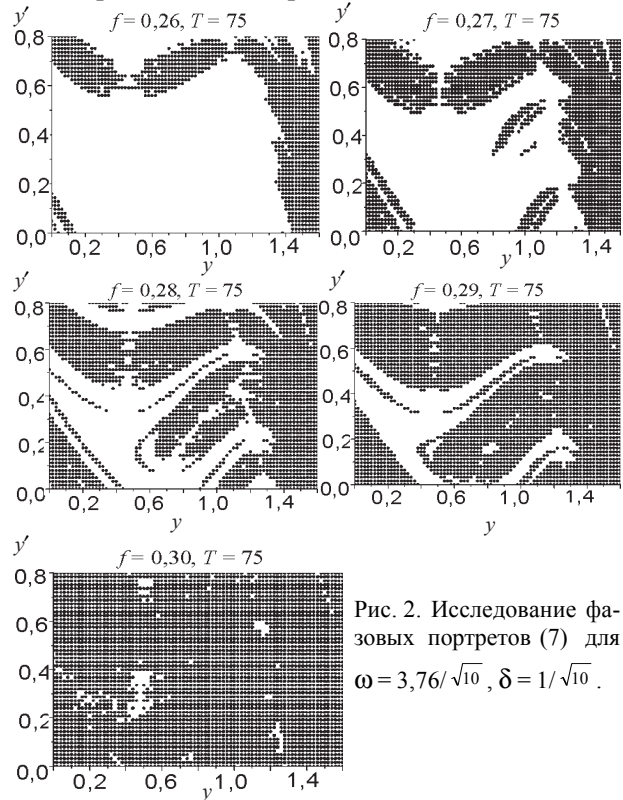 y′
f = 0,26, T = 75
0,8
0,6
0,4
0,2
0,0
0,2 0,6 1,0 1,4
y
y′
f = 0,27, T = 75
0,8
0,6
0,4
0,2
0,0
0,2 0,6 1,0 1,4
y
y′
f = 0,28, T = 75
0,8
0,6
0,4
0,2
0,0
0,2 0,6 1,0 1,4
y
y′
f = 0,29, T = 75
0,8
0,6
0,4
0,2
0,0
0,2 0,6 1,0 1,4
y
y′
f = 0,30, T = 75
0,8
0,6
0,4
0,2
0,0
0,2 0,6 1,0 1,4
y
Рис. 2. Исследование фа-
зовых портретов (7) для
ω = 3,76/√10 , δ = 1/√10 .